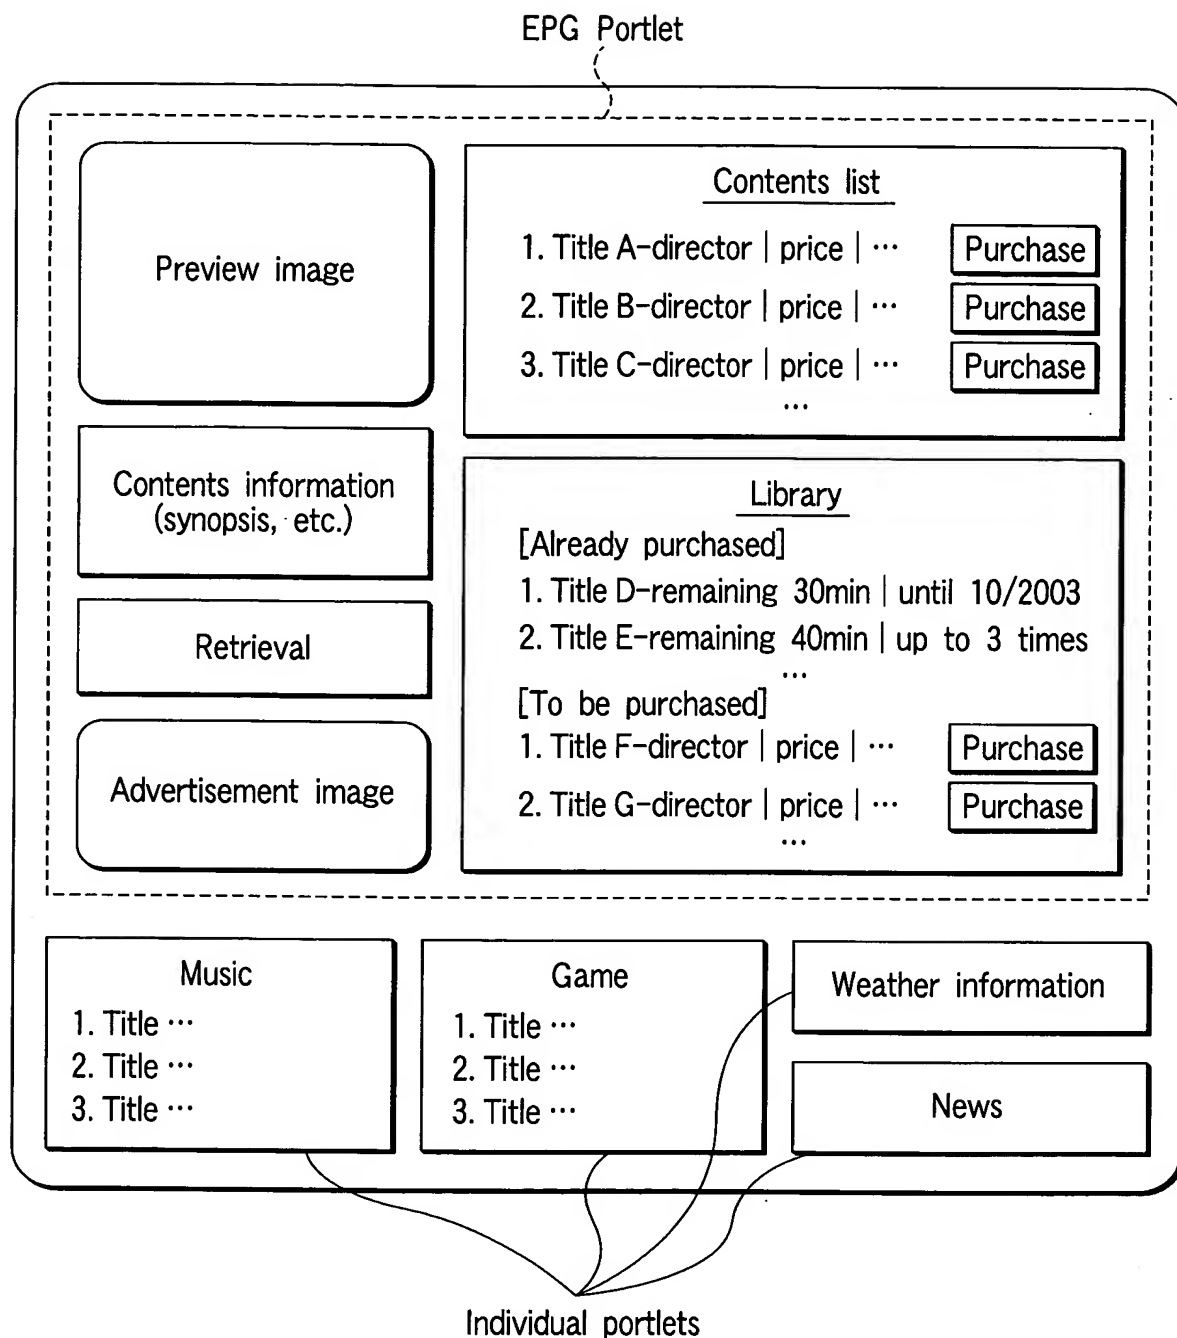 EPG Portlet
Preview image
Contents information
(synopsis, etc.)
Retrieval
Advertisement image
Contents list
1. Title A-director | price | ··· Purchase
2. Title B-director | price | ··· Purchase
3. Title C-director | price | ··· Purchase
···
Library
[Already purchased]
1. Title D-remaining 30min | until 10/2003
2. Title E-remaining 40min | up to 3 times
···
[To be purchased]
1. Title F-director | price | ··· Purchase
2. Title G-director | price | ··· Purchase
···
Music
1. Title ···
2. Title ···
3. Title ···
Game
1. Title ···
2. Title ···
3. Title ···
Weather information
News
Individual portlets